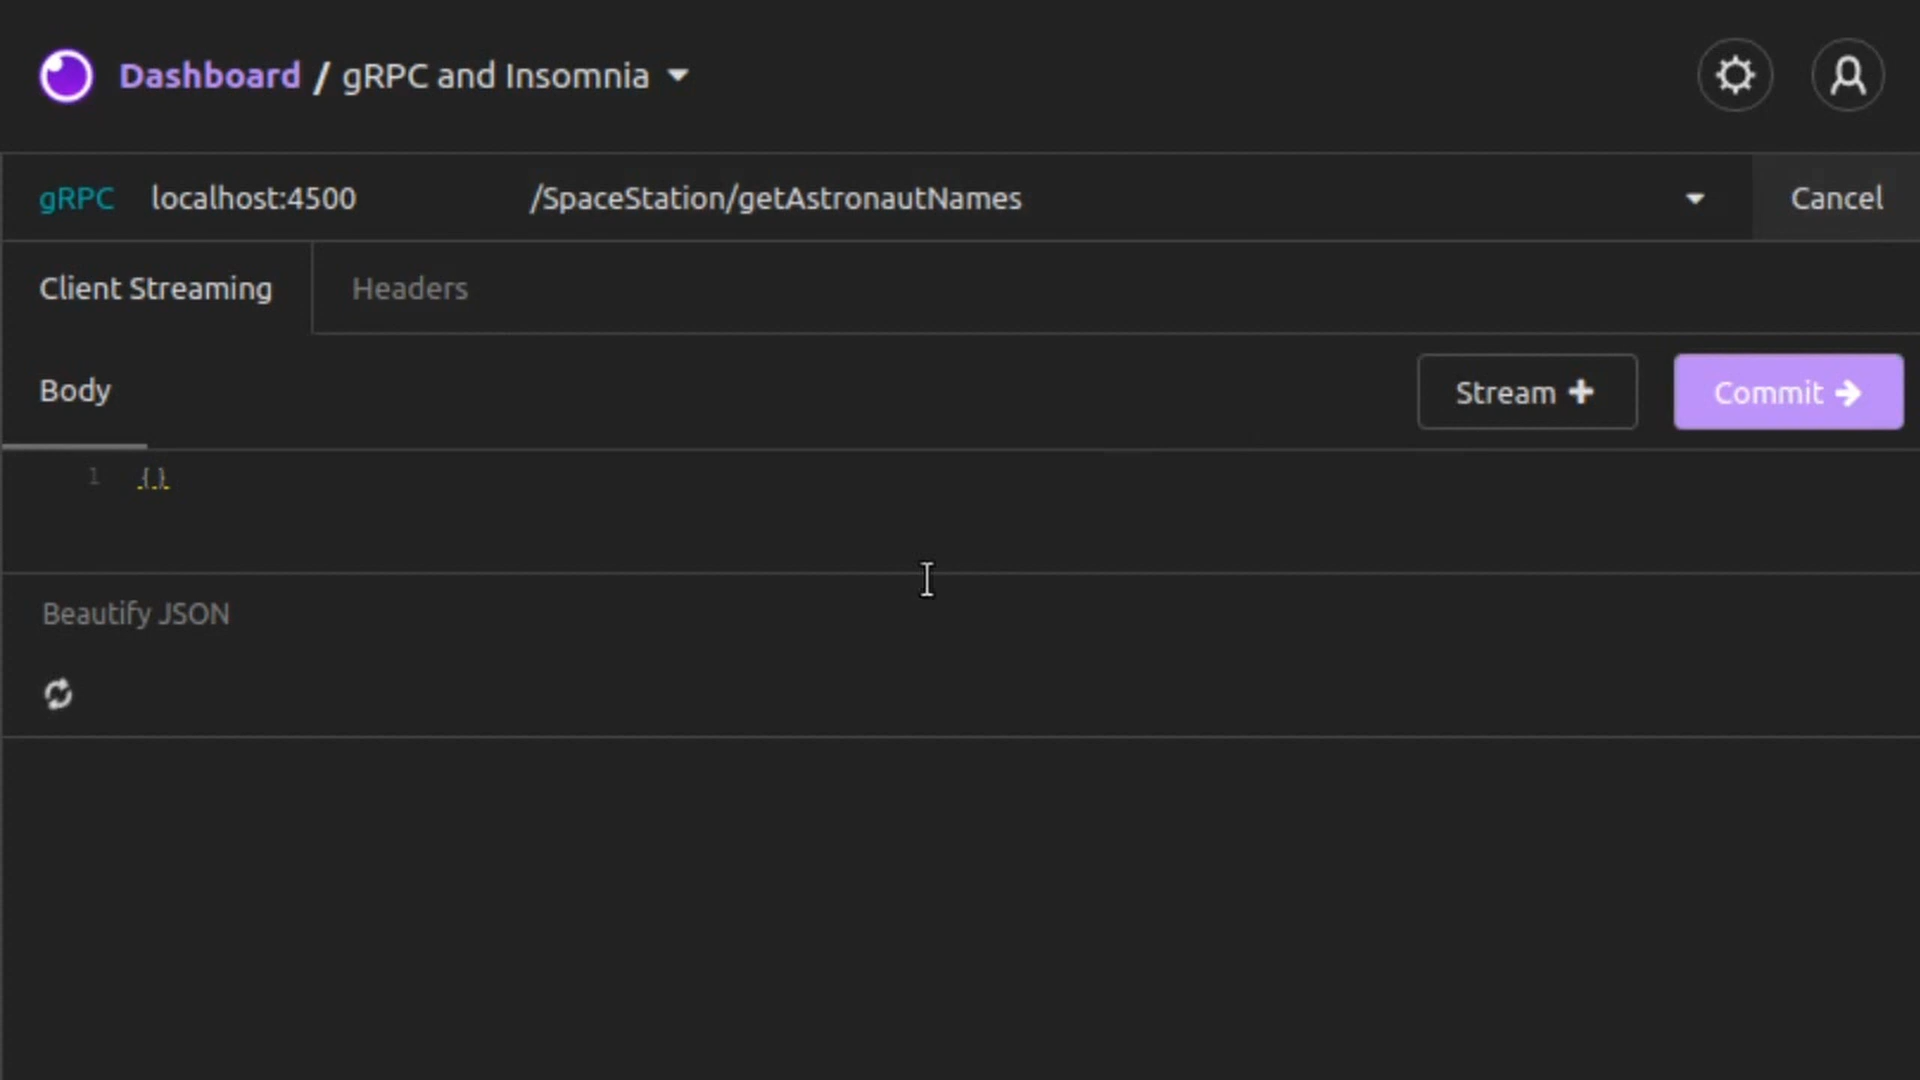 Dashboard / gRPC and Insomnia
gRPC localhost:4500 /SpaceStation/getAstronautNames Cancel
Client Streaming Headers
Body Stream Commit
1 {}
Beautify JSON